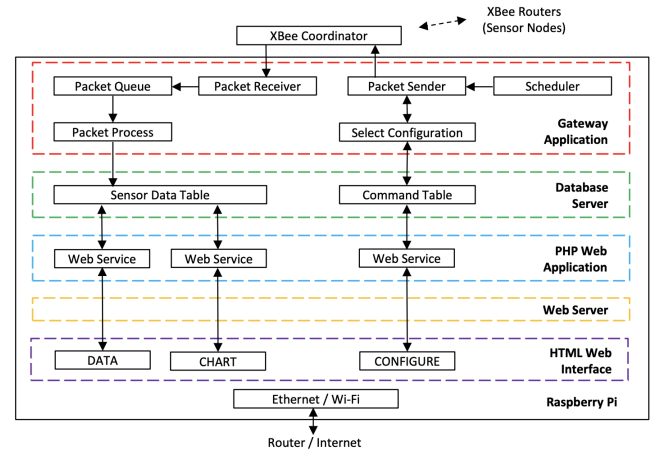 XBee Routers
(Sensor Nodes)
XBee Coordinator
Packet Queue
Packet Receiver
Packet Sender
Scheduler
Packet Process
Select Configuration
Gateway
Application
Sensor Data Table
Command Table
Database
Server
Web Service
Web Service
Web Service
PHP Web
Application
Web Server
DATA
CHART
CONFIGURE
HTML Web
Interface
Ethernet / Wi-Fi
Raspberry Pi
Router / Internet